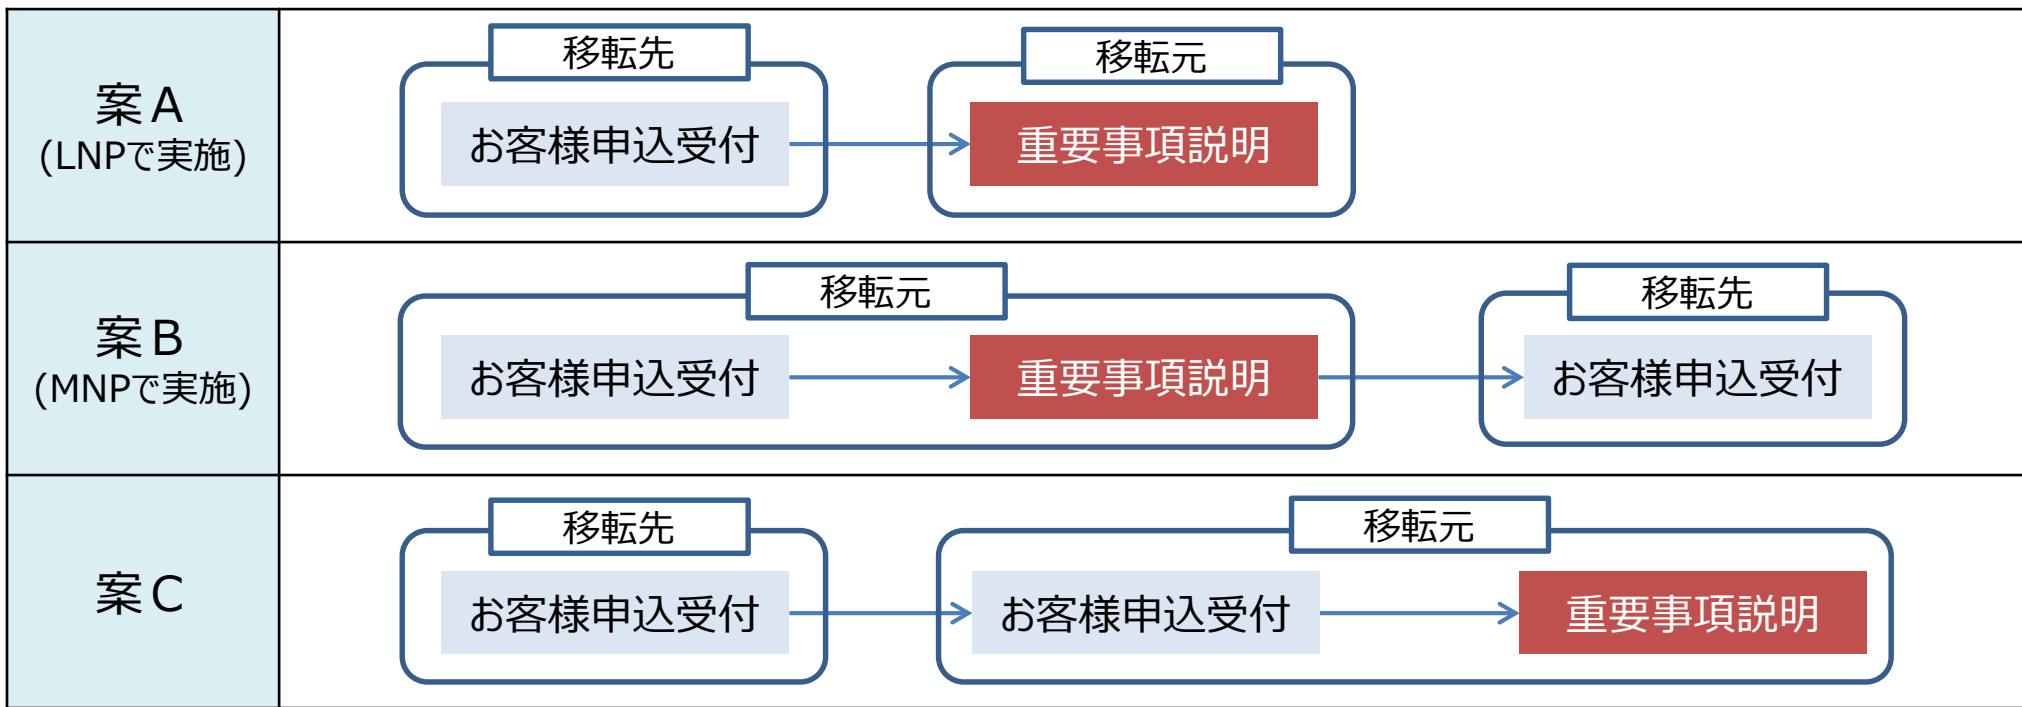 案A
(LNPで実施)
移転先
お客様申込受付
移転元
重要事項説明
案B
(MNPで実施)
移転元
お客様申込受付
重要事項説明
移転先
お客様申込受付
案C
移転先
お客様申込受付
移転元
お客様申込受付
重要事項説明